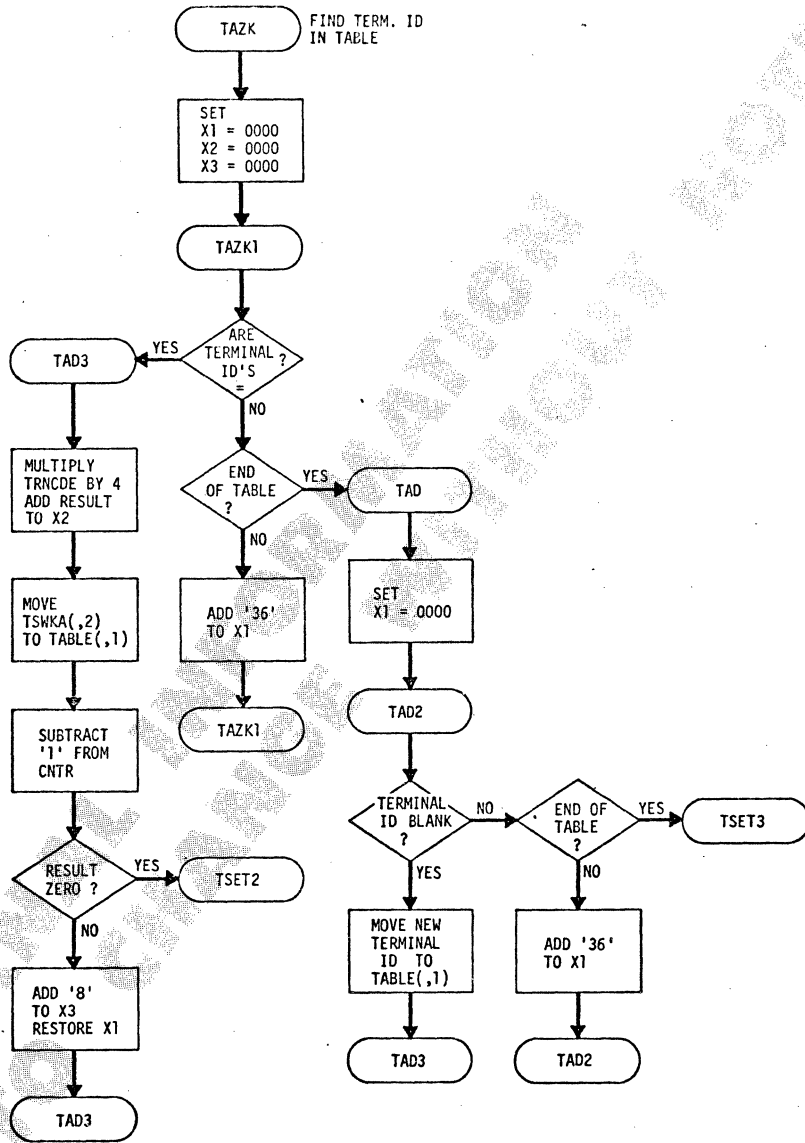 TAZK
FIND TERM. ID
IN TABLE
SET
X1 = 0000
X2 = 0000
X3 = 0000
TAZK1
ARE
TERMINAL ?
ID'S
=
YES
NO
TAD3
MULTIPLY
TRNCDE BY 4
ADD RESULT
TO X2
MOVE
TSWKA(,2)
TO TABLE(,1)
SUBTRACT
'1' FROM
CNTR
RESULT
ZERO ?
YES
TSET2
NO
ADD '8'
TO X3
RESTORE X1
TAD3
END
OF TABLE
?
YES
NO
ADD '36'
TO X1
TAZK1
TAD
SET
X1 = 0000
TAD2
TERMINAL
ID BLANK
?
NO
YES
MOVE NEW
TERMINAL
ID TO
TABLE(,1)
TAD3
END OF
TABLE
?
YES
TSET3
NO
ADD '36'
TO X1
TAD2
INFORMATION
CHANGE WITHOUT